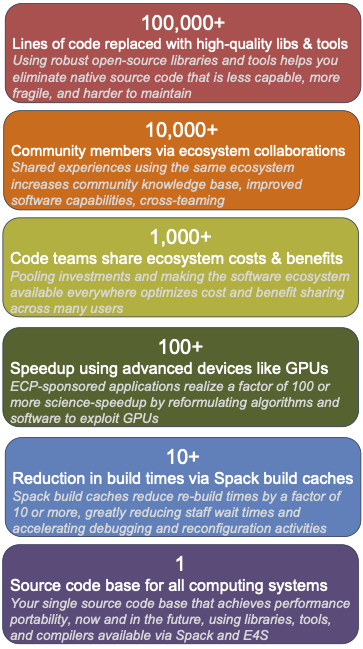 100,000+
Lines of code replaced with high-quality libs & tools
Using robust open-source libraries and tools helps you
eliminate native source code that is less capable, more
fragile, and harder to maintain
10,000+
Community members via ecosystem collaborations
Shared experiences using the same ecosystem
increases community knowledge base, improved
software capabilities, cross-teaming
1,000+
Code teams share ecosystem costs & benefits
Pooling investments and making the software ecosystem
available everywhere optimizes cost and benefit sharing
across many users
100+
Speedup using advanced devices like GPUs
ECP-sponsored applications realize a factor of 100 or
more science-speedup by reformulating algorithms and
software to exploit GPUs
10+
Reduction in build times via Spack build caches
Spack build caches reduce re-build times by a factor of
10 or more, greatly reducing staff wait times and
accelerating debugging and reconfiguration activities
1
Source code base for all computing systems
Your single source code base that achieves performance
portability, now and in the future, using libraries, tools,
and compilers available via Spack and E4S